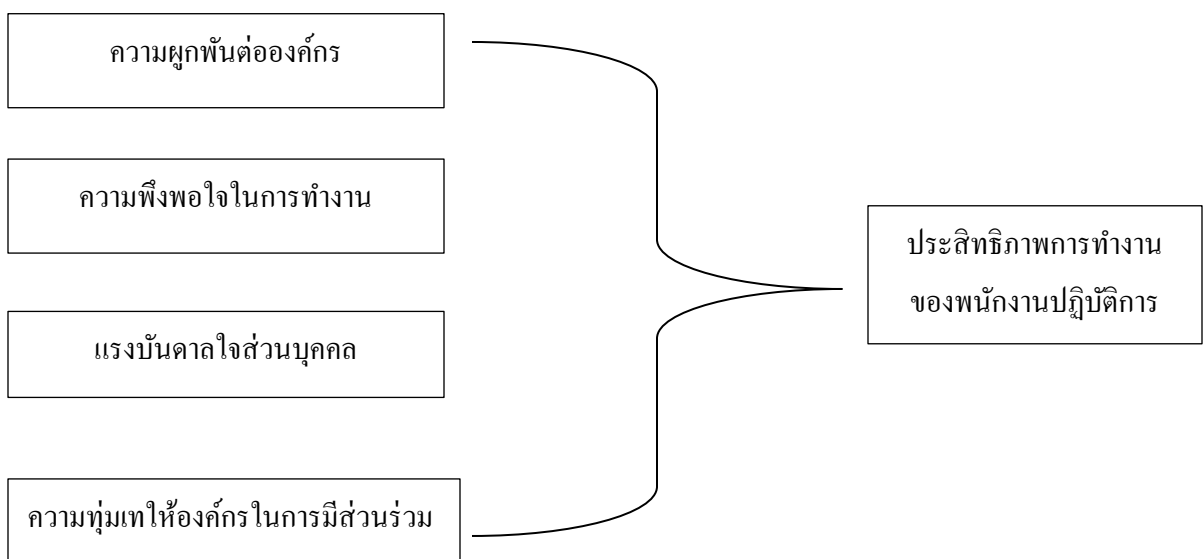 ความผูกพันต่อองค์กร
ความพึงพอใจในการทำงาน
แรงบันดาลใจส่วนบุคคล
ความทุ่มเทให้องค์กรในการมีส่วนร่วม
ประสิทธิภาพการทำงาน
ของพนักงานปฏิบัติการ